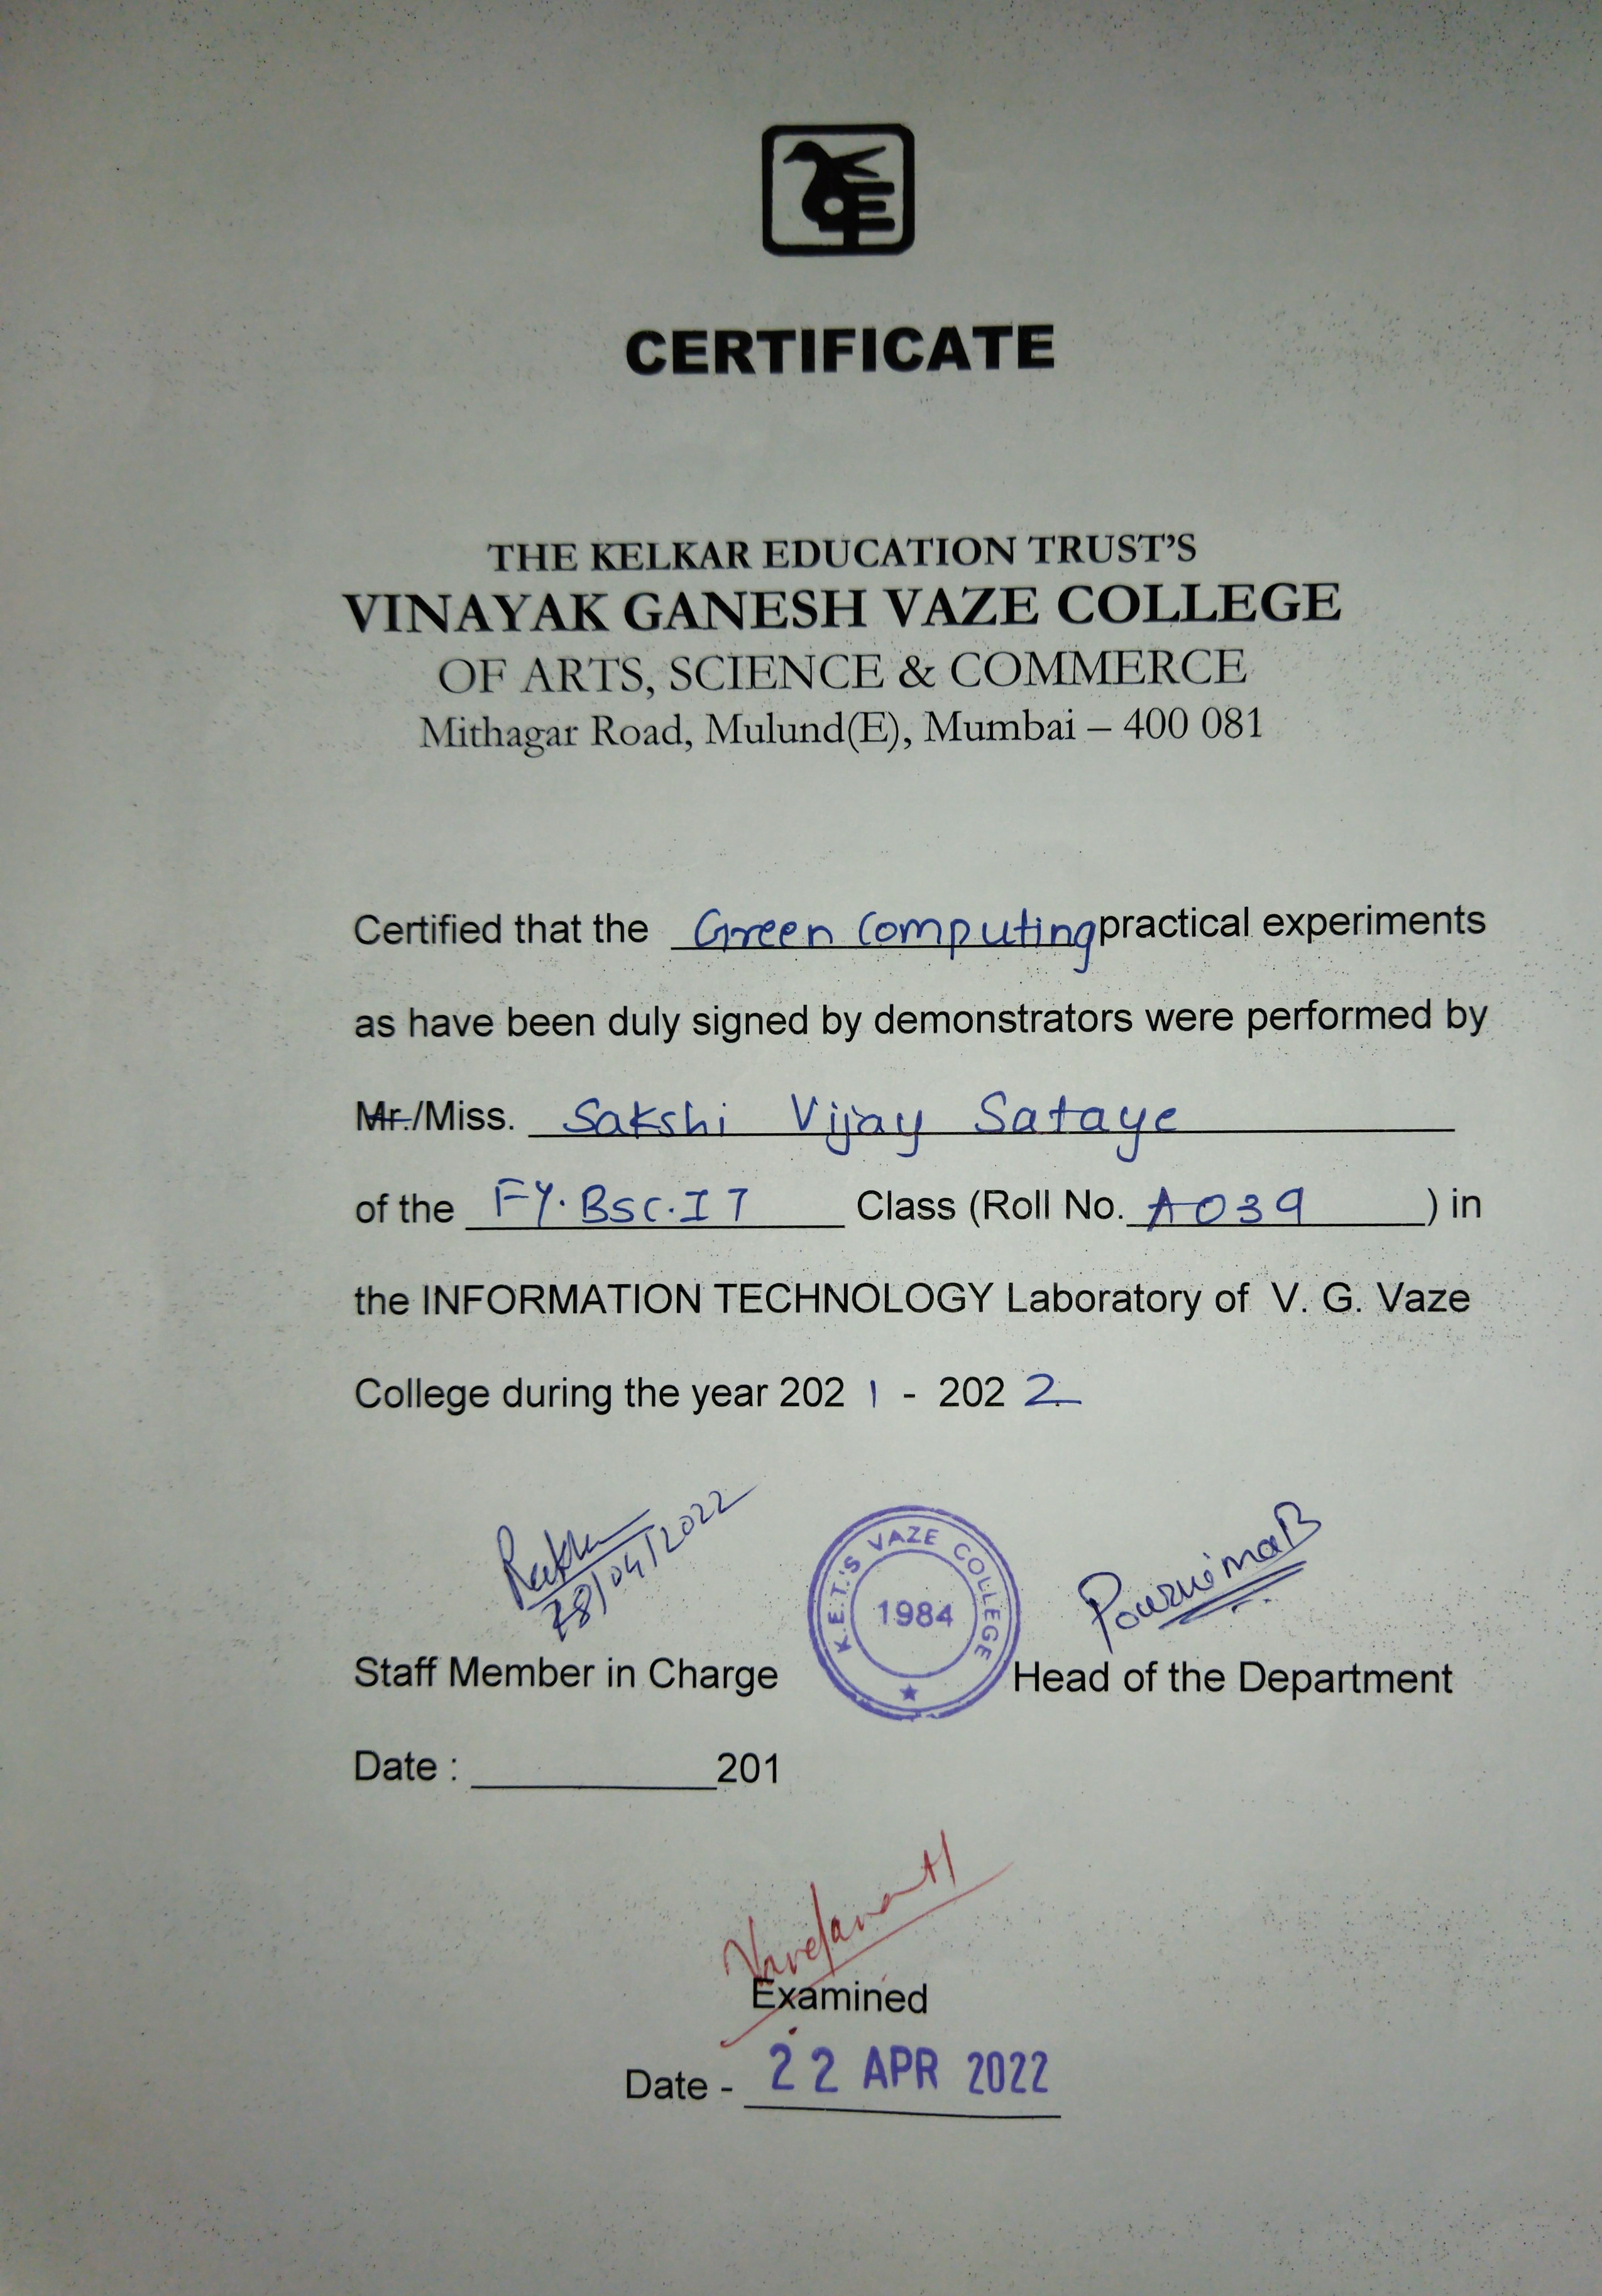 CERTIFICATE
THE KELKAR EDUCATION TRUST'S
VINAYAK GANESH VAZE COLLEGE
OF ARTS, SCIENCE & COMMERCE
Mithagar Road, Mulund(E), Mumbai – 400 081
Certified that the Green Computing practical experiments
as have been duly signed by demonstrators were performed by
Mr./Miss. Sakshi Vijay Sataye
of the FY.BSC.IT Class (Roll No. A039 ) in
the INFORMATION TECHNOLOGY Laboratory of V. G. Vaze
College during the year 2021 - 2022
28/04/2022
K.E.T.'S VAZE COLLEGE
1984
PournimaB
Staff Member in Charge
Head of the Department
Date : 201
Examined
Date - 22 APR 2022